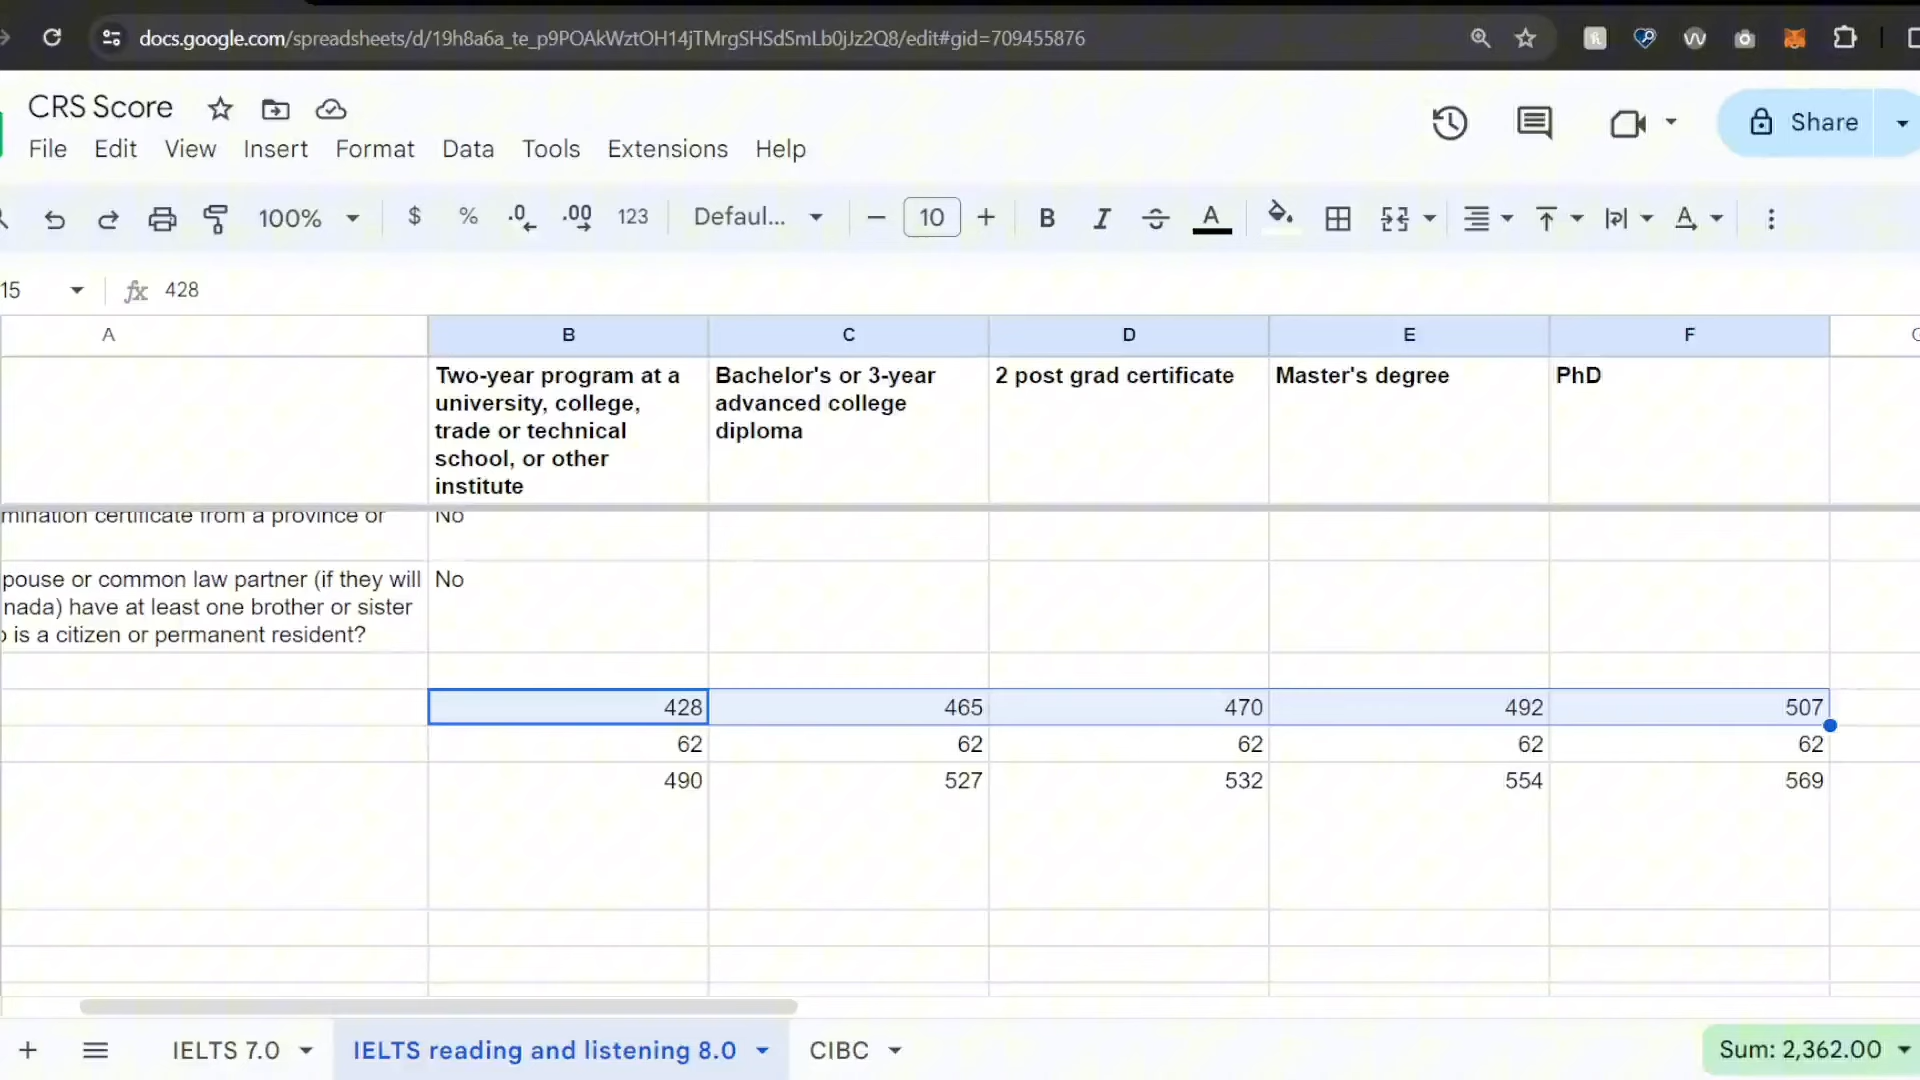 docs.google.com/spreadsheets/d/19h8a6a_te_p9POAkWztOH14jTMrgSHSdSmLb0jJz2Q8/edit#gid=709455876
CRS Score
Share
File Edit View Insert Format Data Tools Extensions Help
100% $ % .0 .00 123 Defaul... − 10 + B I S A
15 fx 428
A B C D E F
Two-year program at a
university, college,
trade or technical
school, or other
institute
Bachelor's or 3-year
advanced college
diploma
2 post grad certificate
Master's degree
PhD
mination certificate from a province or No
pouse or common law partner (if they will No
nada) have at least one brother or sister
o is a citizen or permanent resident?
428 465 470 492 507
62 62 62 62 62
490 527 532 554 569
+ IELTS 7.0 IELTS reading and listening 8.0 CIBC Sum: 2,362.00